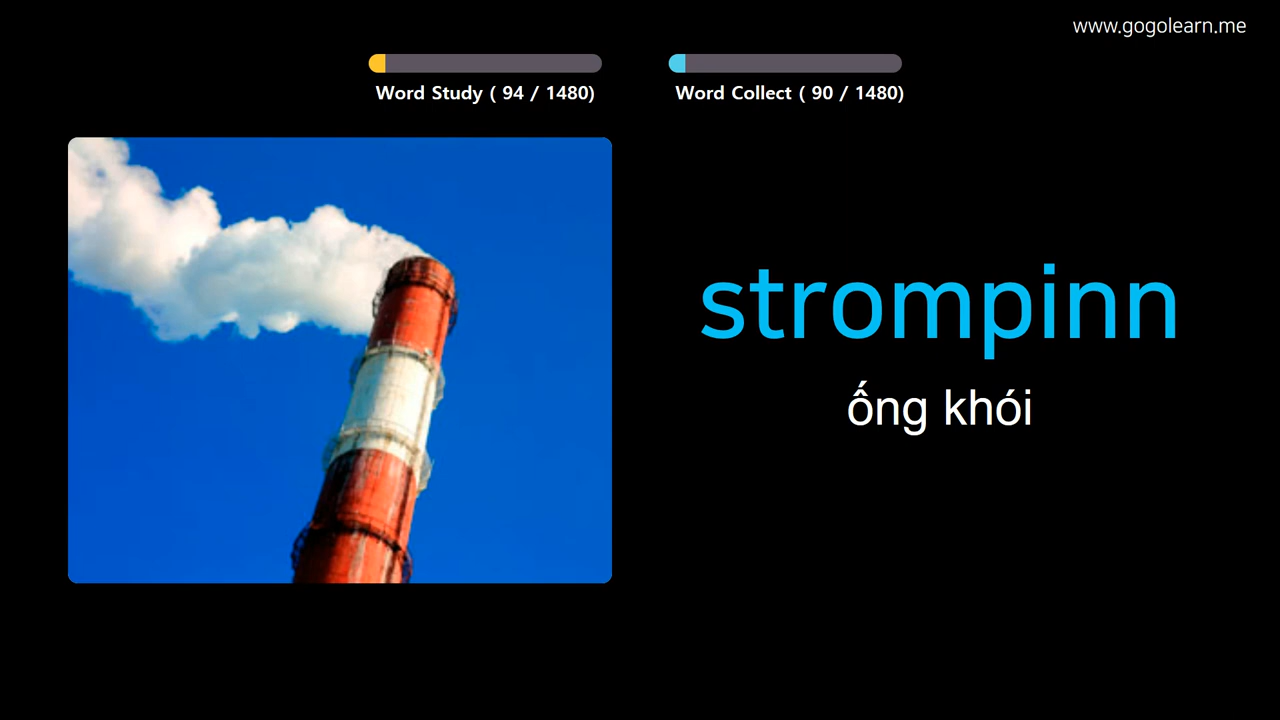 www.gogolearn.me
Word Study ( 94 / 1480)
Word Collect ( 90 / 1480)
strompinn
ống khói